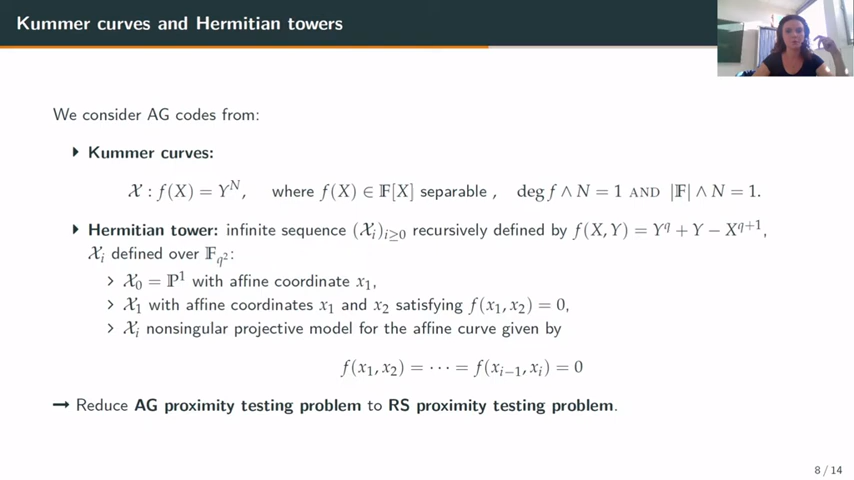 Kummer curves and Hermitian towers
We consider AG codes from:
Kummer curves:
𝒳 : f(X) = Y^N, where f(X) ∈ 𝔽[X] separable , deg f ∧ N = 1 AND |𝔽| ∧ N = 1.
Hermitian tower: infinite sequence (𝒳_i)_{i≥0} recursively defined by f(X, Y) = Y^q + Y − X^{q+1},
𝒳_i defined over 𝔽_{q^2}:
𝒳_0 = ℙ^1 with affine coordinate x_1,
𝒳_1 with affine coordinates x_1 and x_2 satisfying f(x_1, x_2) = 0,
𝒳_i nonsingular projective model for the affine curve given by
f(x_1, x_2) = ··· = f(x_{i−1}, x_i) = 0
→ Reduce AG proximity testing problem to RS proximity testing problem.
8 / 14